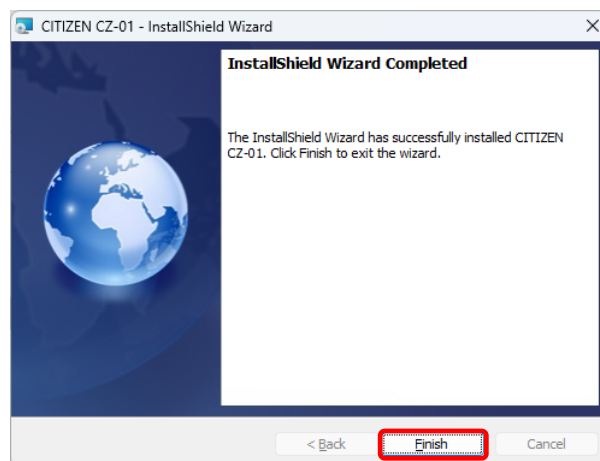 CITIZEN CZ-01 - InstallShield Wizard
InstallShield Wizard Completed
The InstallShield Wizard has successfully installed CITIZEN
CZ-01. Click Finish to exit the wizard.
< Back Finish Cancel